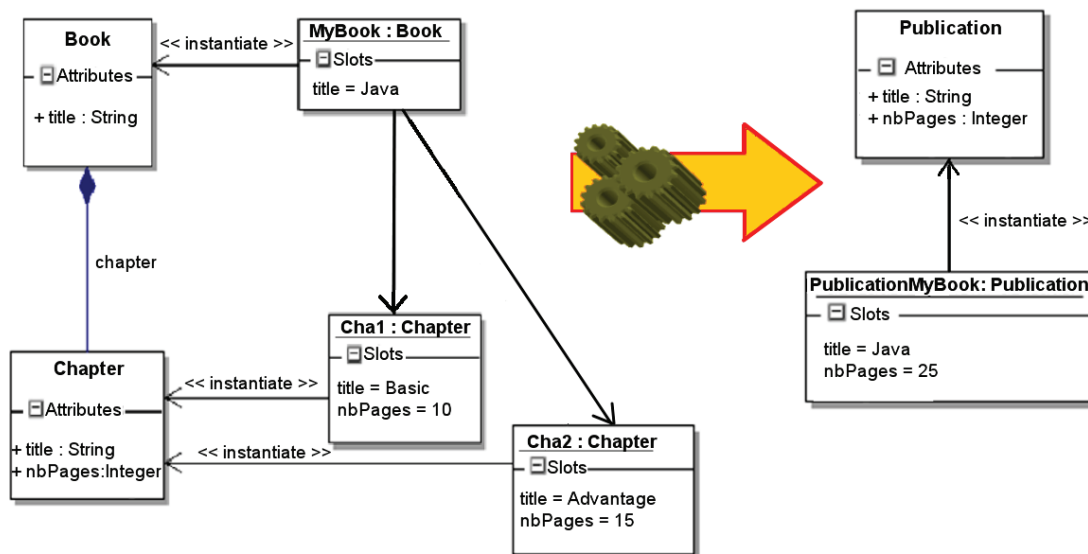 Book
Attributes
+ title : String
<< instantiate >>
MyBook : Book
Slots
title = Java
chapter
Chapter
Attributes
+ title : String
+ nbPages:Integer
<< instantiate >>
<< instantiate >>
Cha1 : Chapter
Slots
title = Basic
nbPages = 10
Cha2 : Chapter
Slots
title = Advantage
nbPages = 15
Publication
Attributes
+ title : String
+ nbPages : Integer
<< instantiate >>
PublicationMyBook: Publication
Slots
title = Java
nbPages = 25